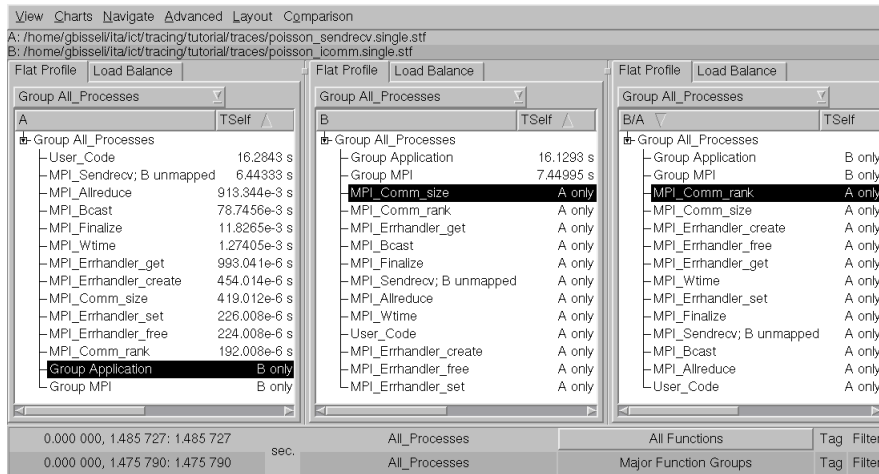 View Charts Navigate Advanced Layout Comparison
A: /home/gbissell/ita/ict/tracing/tutorial/traces/poisson_sendrecv.single.stf
B: /home/gbissell/ita/ict/tracing/tutorial/traces/poisson_icomm.single.stf
Flat Profile Load Balance
Group All_Processes
A TSelf
Group All_Processes
User_Code 16.2843 s
MPI_Sendrecv; B unmapped 6.44333 s
MPI_Allreduce 913.344e-3 s
MPI_Bcast 78.7456e-3 s
MPI_Finalize 11.8265e-3 s
MPI_Wtime 1.27405e-3 s
MPI_Errhandler_get 993.041e-6 s
MPI_Errhandler_create 454.014e-6 s
MPI_Comm_size 419.012e-6 s
MPI_Errhandler_set 226.008e-6 s
MPI_Errhandler_free 224.008e-6 s
MPI_Comm_rank 192.008e-6 s
Group Application B only
Group MPI B only
Flat Profile Load Balance
Group All_Processes
B TSelf
Group All_Processes
Group Application 16.1293 s
Group MPI 7.44995 s
MPI_Comm_size A only
MPI_Comm_rank A only
MPI_Errhandler_get A only
MPI_Bcast A only
MPI_Finalize A only
MPI_Sendrecv; B unmapped A only
MPI_Allreduce A only
MPI_Wtime A only
User_Code A only
MPI_Errhandler_create A only
MPI_Errhandler_free A only
MPI_Errhandler_set A only
Flat Profile Load Balance
Group All_Processes
B/A TSelf
Group All_Processes
Group Application B only
Group MPI B only
MPI_Comm_rank A only
MPI_Comm_size A only
MPI_Errhandler_create A only
MPI_Errhandler_free A only
MPI_Errhandler_get A only
MPI_Wtime A only
MPI_Errhandler_set A only
MPI_Finalize A only
MPI_Sendrecv; B unmapped A only
MPI_Bcast A only
MPI_Allreduce A only
User_Code A only
0.000 000, 1.485 727: 1.485 727 sec. All_Processes All Functions Tag Filter
0.000 000, 1.475 790: 1.475 790 All_Processes Major Function Groups Tag Filter